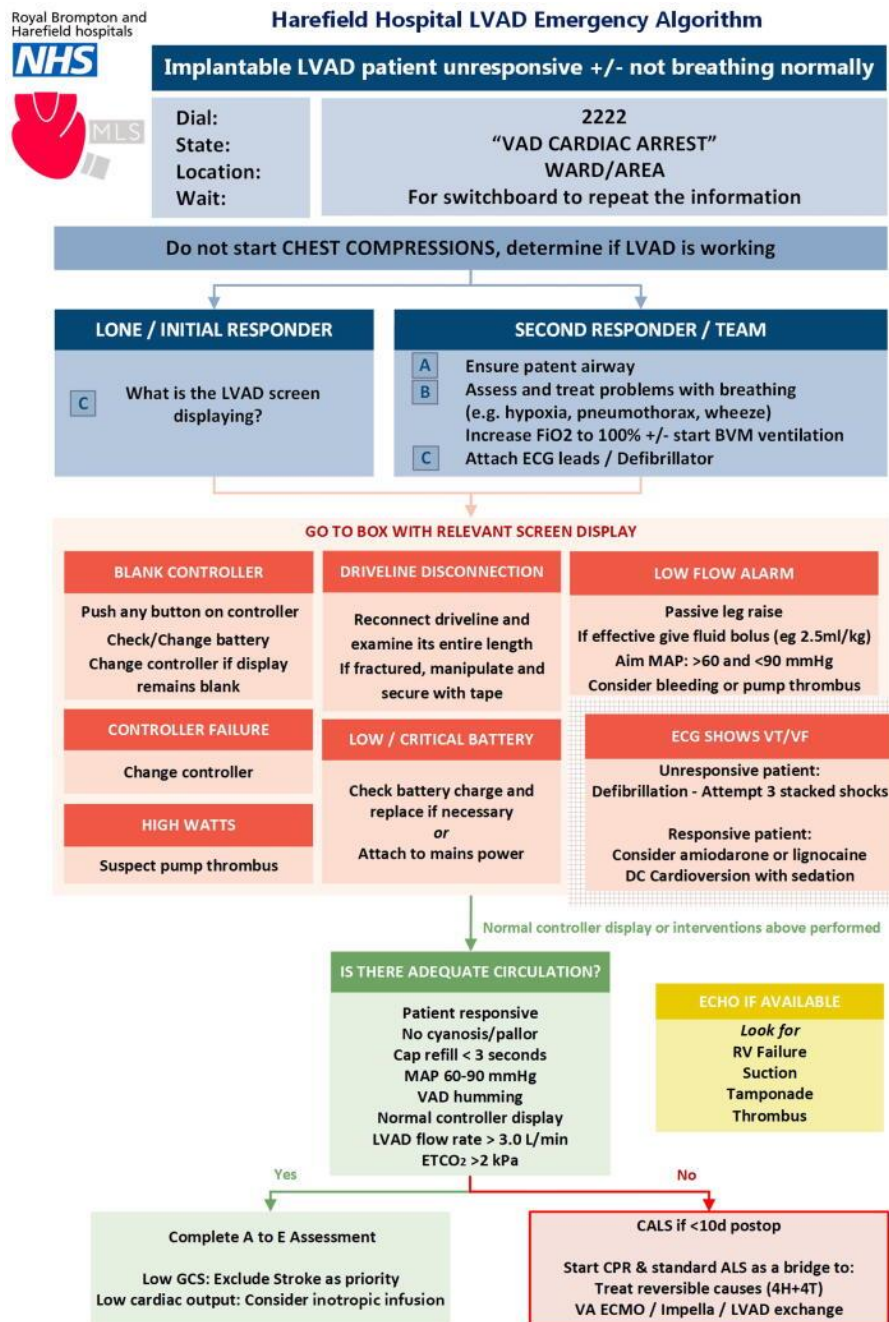 Royal Brompton and
Harefield hospitals
NHS
MLS
Harefield Hospital LVAD Emergency Algorithm
Implantable LVAD patient unresponsive +/- not breathing normally
Dial: 2222
State: “VAD CARDIAC ARREST”
Location: WARD/AREA
Wait: For switchboard to repeat the information
Do not start CHEST COMPRESSIONS, determine if LVAD is working
LONE / INITIAL RESPONDER
C
What is the LVAD screen
displaying?
SECOND RESPONDER / TEAM
A Ensure patent airway
B Assess and treat problems with breathing
(e.g. hypoxia, pneumothorax, wheeze)
Increase FiO2 to 100% +/- start BVM ventilation
C Attach ECG leads / Defibrillator
GO TO BOX WITH RELEVANT SCREEN DISPLAY
BLANK CONTROLLER
Push any button on controller
Check/Change battery
Change controller if display
remains blank
CONTROLLER FAILURE
Change controller
HIGH WATTS
Suspect pump thrombus
DRIVELINE DISCONNECTION
Reconnect driveline and
examine its entire length
If fractured, manipulate and
secure with tape
LOW / CRITICAL BATTERY
Check battery charge and
replace if necessary
or
Attach to mains power
LOW FLOW ALARM
Passive leg raise
If effective give fluid bolus (eg 2.5ml/kg)
Aim MAP: >60 and <90 mmHg
Consider bleeding or pump thrombus
ECG SHOWS VT/VF
Unresponsive patient:
Defibrillation - Attempt 3 stacked shocks
Responsive patient:
Consider amiodarone or lignocaine
DC Cardioversion with sedation
Normal controller display or interventions above performed
IS THERE ADEQUATE CIRCULATION?
Patient responsive
No cyanosis/pallor
Cap refill < 3 seconds
MAP 60-90 mmHg
VAD humming
Normal controller display
LVAD flow rate > 3.0 L/min
ETCO₂ >2 kPa
ECHO IF AVAILABLE
Look for
RV Failure
Suction
Tamponade
Thrombus
Yes
No
Complete A to E Assessment
Low GCS: Exclude Stroke as priority
Low cardiac output: Consider inotropic infusion
CALS if <10d postop
Start CPR & standard ALS as a bridge to:
Treat reversible causes (4H+4T)
VA ECMO / Impella / LVAD exchange